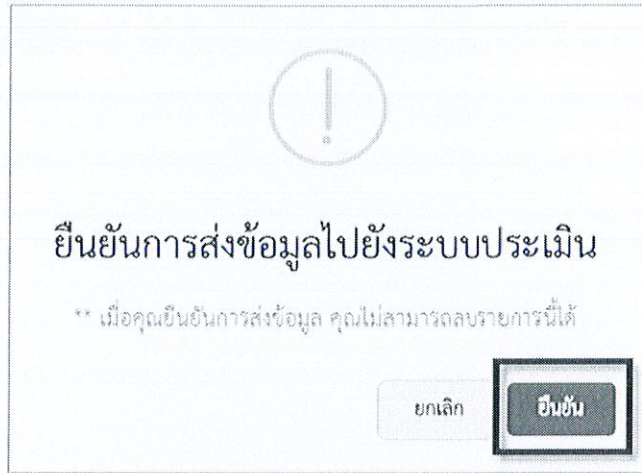 ยืนยันการส่งข้อมูลไปยังระบบประเมิน
** เมื่อคุณยืนยันการส่งข้อมูล คุณไม่สามารถลบรายการนี้ได้
ยกเลิก
ยืนยัน